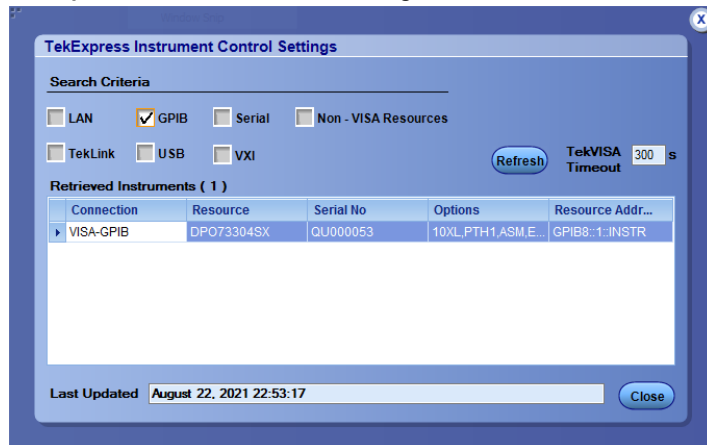 X
TekExpress Instrument Control Settings
Search Criteria
LAN GPIB Serial Non - VISA Resources
TekLink USB VXI
Refresh TekVISA Timeout 300 s
Retrieved Instruments ( 1 )
Connection Resource Serial No Options Resource Addr...
VISA-GPIB DPO73304SX QU000053 10XL,PTH1,ASM,E... GPIB8::1::INSTR
Last Updated August 22, 2021 22:53:17 Close